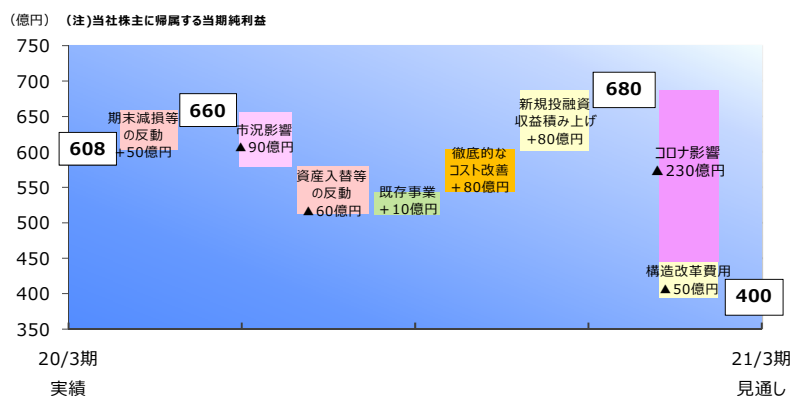 （億円） （注)当社株主に帰属する当期純利益
750
700
650
600
550
500
450
400
350
608
期末減損等
の反動
+50億円
660
市況影響
▲90億円
資産入替等
の反動
▲60億円
既存事業
+10億円
徹底的な
コスト改善
+80億円
新規投融資
収益積み上げ
+80億円
680
コロナ影響
▲230億円
構造改革費用
▲50億円
400
20/3期
実績
21/3期
見通し